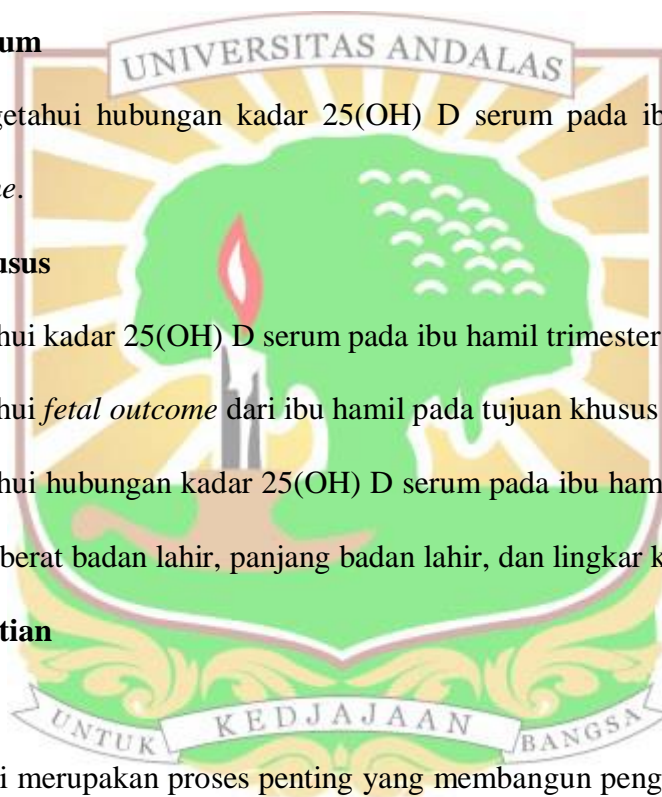 um
UNIVERSITAS ANDALAS
getahui hubungan kadar 25(OH) D serum pada ib
e.
usus
hui kadar 25(OH) D serum pada ibu hamil trimester
hui fetal outcome dari ibu hamil pada tujuan khusus
hui hubungan kadar 25(OH) D serum pada ibu ham
berat badan lahir, panjang badan lahir, dan lingkar k
tian
UNTUK KEDJAJAAN BANGSA
i merupakan proses penting yang membangun peng